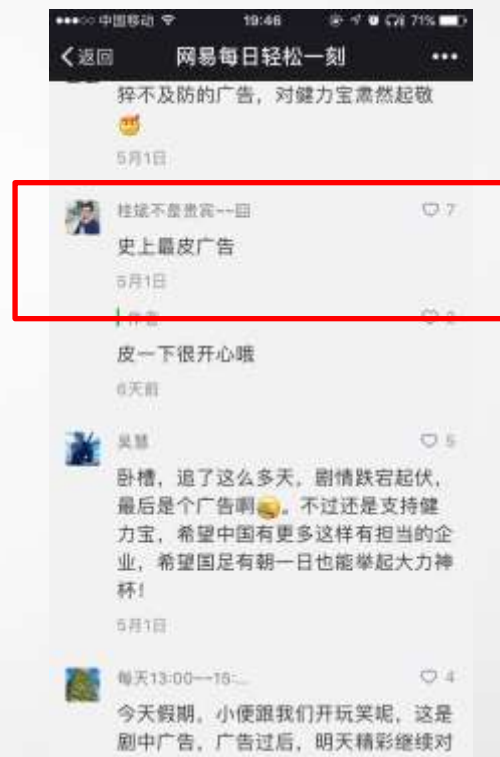 中国移动 19:46 71%
返回 网易每日轻松一刻
猝不及防的广告，对健力宝肃然起敬
5月1日
7
史上最皮广告
5月1日
作者 2
皮一下很开心哦
6天前
吴慧 5
卧槽，追了这么多天，剧情跌宕起伏，
最后是个广告啊。不过还是支持健
力宝，希望中国有更多这样有担当的企
业，希望国足有朝一日也能举起大力神
杯！
5月1日
每天13:00--15:... 4
今天假期，小便跟我们开玩笑呢，这是
剧中广告，广告过后，明天精彩继续对